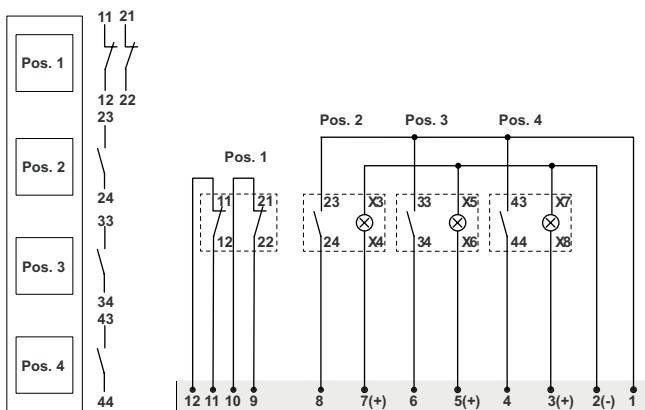 11 21
Pos. 1
12 22
23
Pos. 2
24
33
Pos. 3
34
43
Pos. 4
44
Pos. 2 Pos. 3 Pos. 4
Pos. 1
11 21 23 X3 33 X5 43 X7
12 22 24 X4 34 X6 44 X8
12 11 10 9 8 7(+) 6 5(+) 4 3(+) 2(-) 1